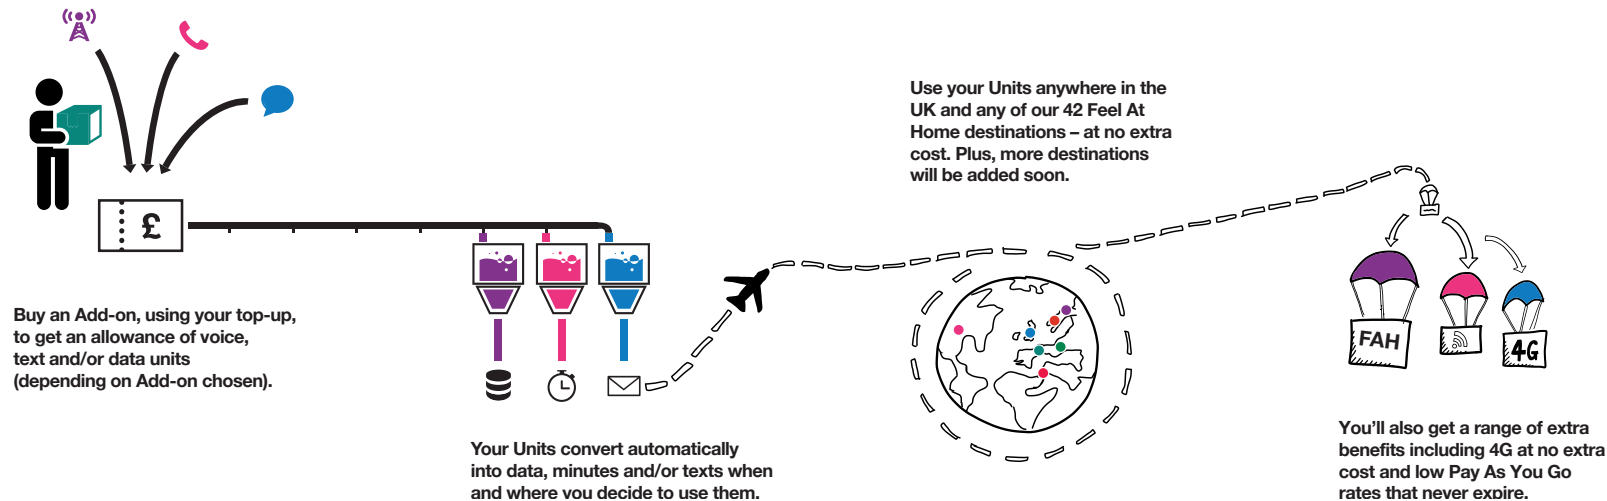 £
Buy an Add-on, using your top-up,
to get an allowance of voice,
text and/or data units
(depending on Add-on chosen).
Your Units convert automatically
into data, minutes and/or texts when
and where you decide to use them.
Use your Units anywhere in the
UK and any of our 42 Feel At
Home destinations – at no extra
cost. Plus, more destinations
will be added soon.
FAH
4G
You’ll also get a range of extra
benefits including 4G at no extra
cost and low Pay As You Go
rates that never expire.